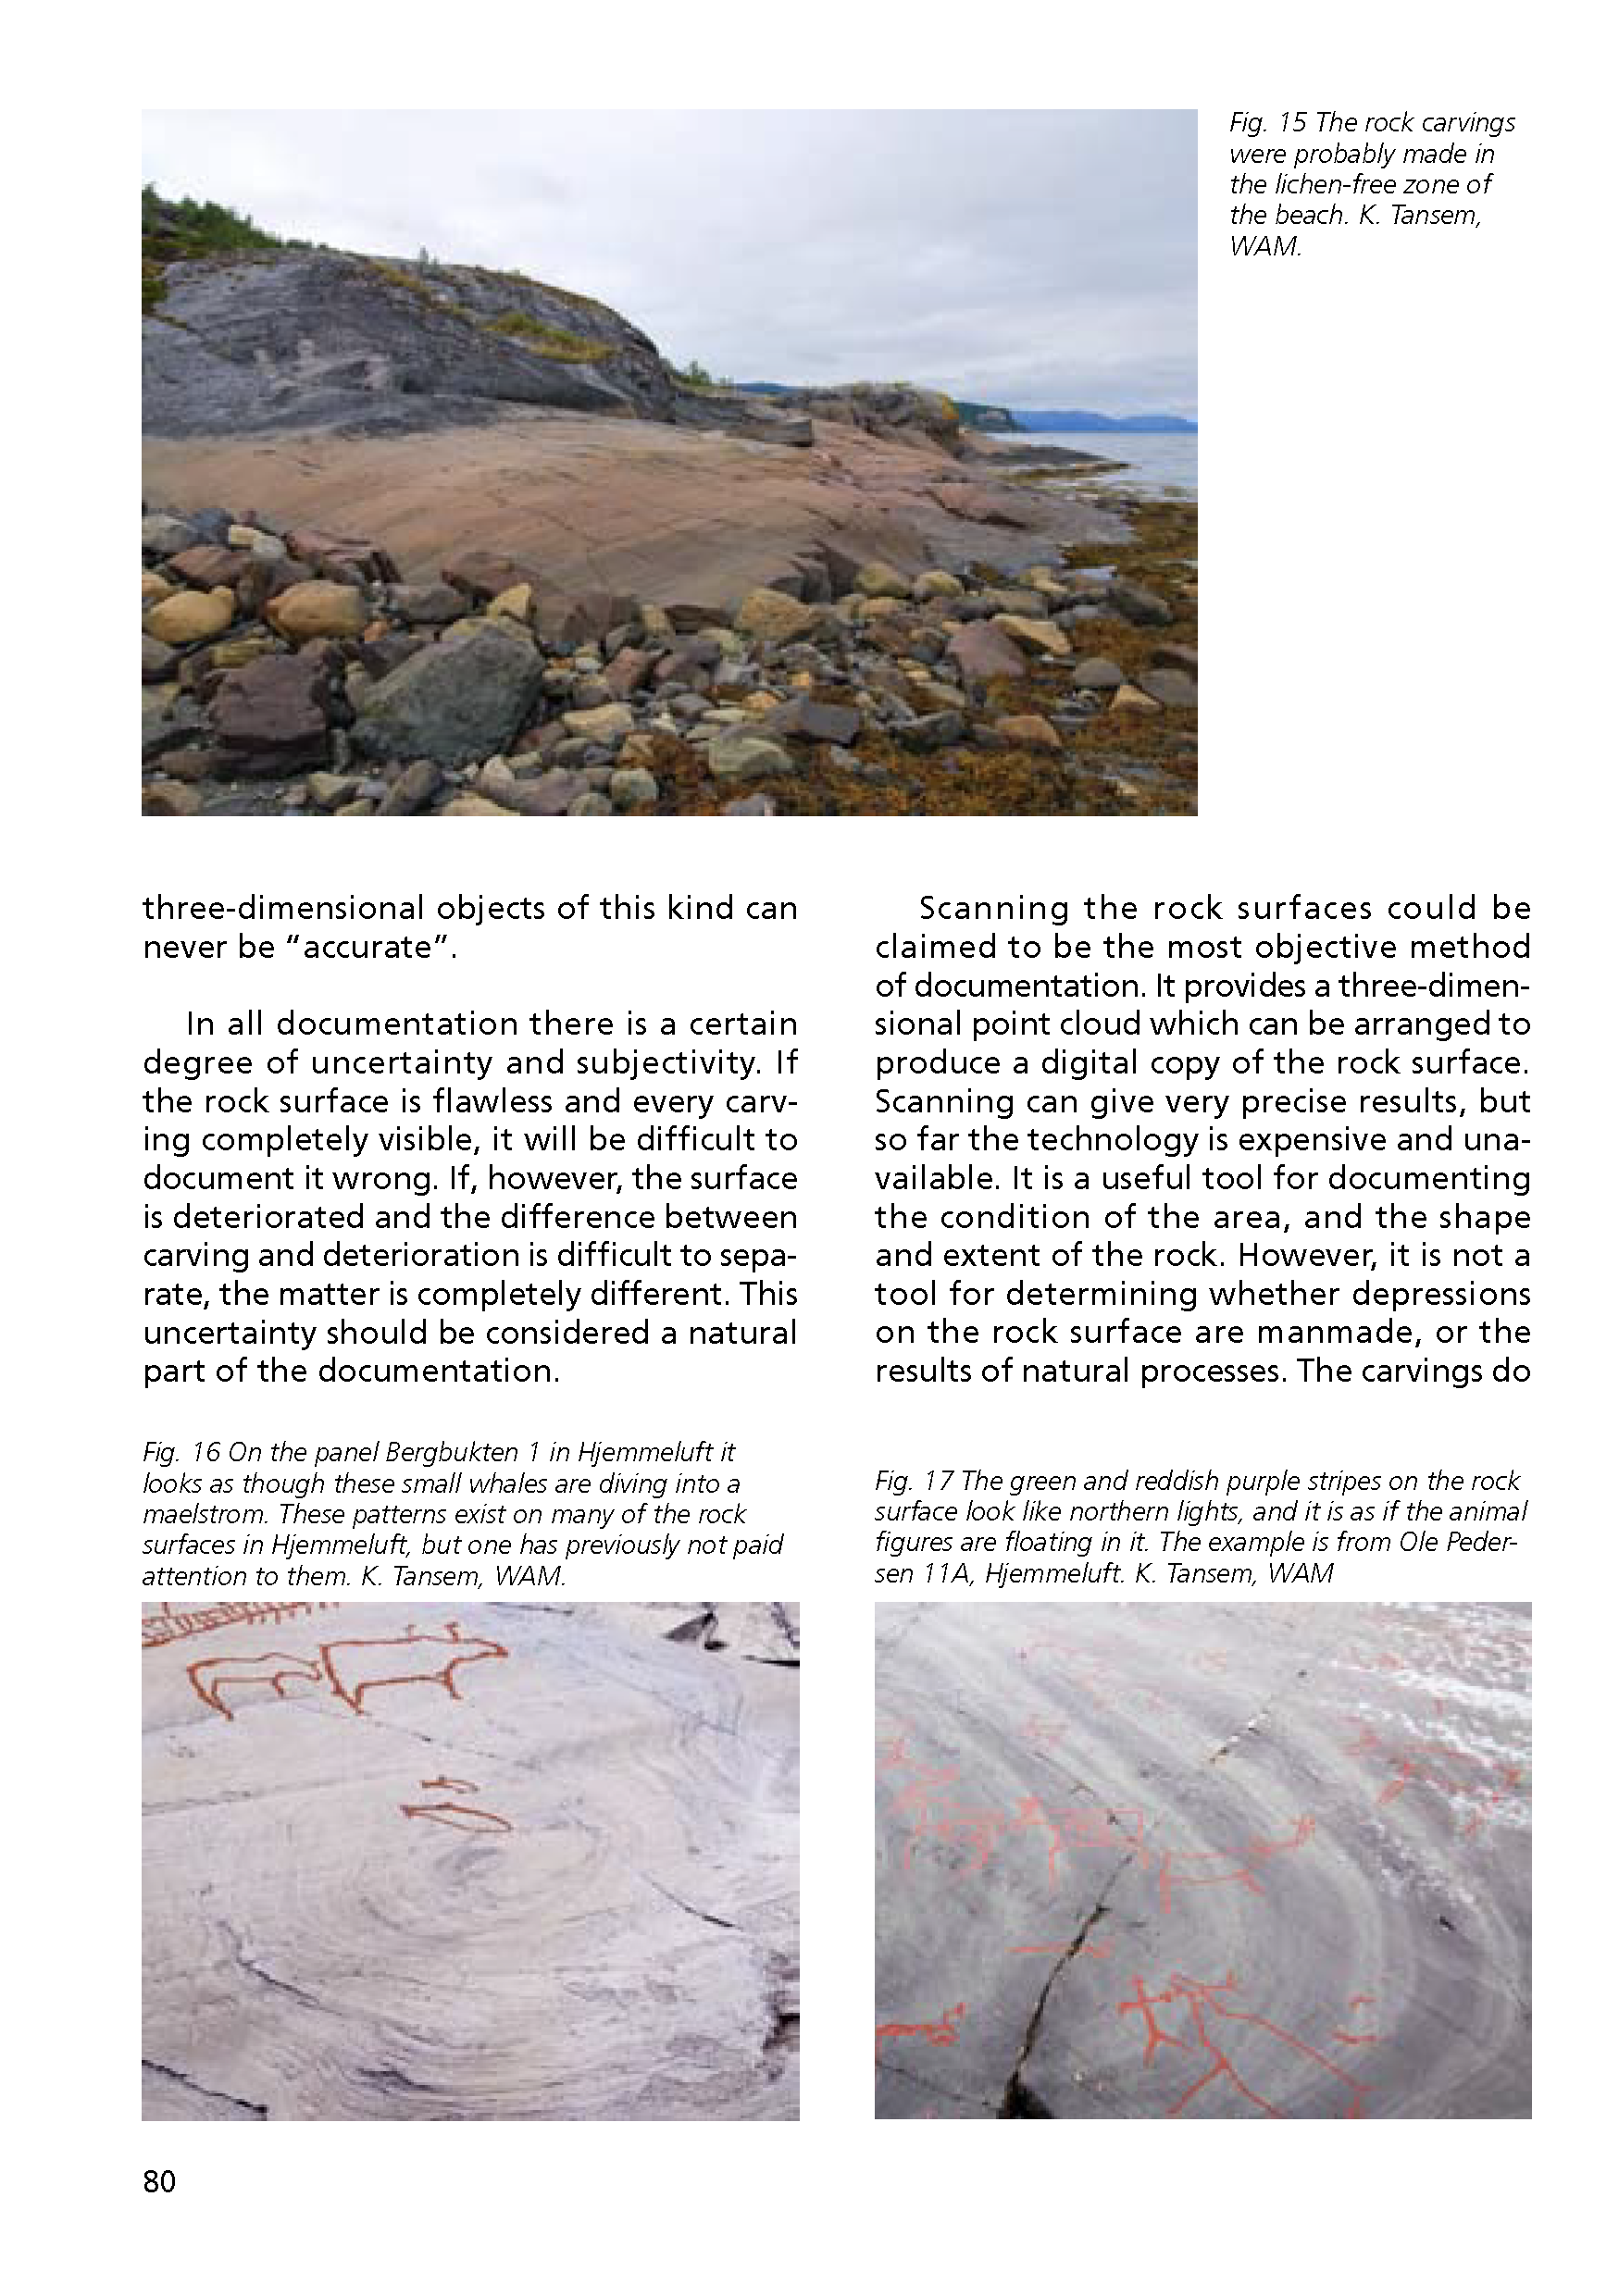 Fig. 15 The rock carvings
were probably made in
the lichen-free zone of
the beach. K. Tansem,
WAM.
three-dimensional objects of this kind can
never be “accurate”.
In all documentation there is a certain
degree of uncertainty and subjectivity. If
the rock surface is flawless and every carv-
ing completely visible, it will be difficult to
document it wrong. If, however, the surface
is deteriorated and the difference between
carving and deterioration is difficult to sepa-
rate, the matter is completely different. This
uncertainty should be considered a natural
part of the documentation.
Scanning the rock surfaces could be
claimed to be the most objective method
of documentation. It provides a three-dimen-
sional point cloud which can be arranged to
produce a digital copy of the rock surface.
Scanning can give very precise results, but
so far the technology is expensive and una-
vailable. It is a useful tool for documenting
the condition of the area, and the shape
and extent of the rock. However, it is not a
tool for determining whether depressions
on the rock surface are manmade, or the
results of natural processes. The carvings do
Fig. 16 On the panel Bergbukten 1 in Hjemmeluft it
looks as though these small whales are diving into a
maelstrom. These patterns exist on many of the rock
surfaces in Hjemmeluft, but one has previously not paid
attention to them. K. Tansem, WAM.
Fig. 17 The green and reddish purple stripes on the rock
surface look like northern lights, and it is as if the animal
figures are floating in it. The example is from Ole Peder-
sen 11A, Hjemmeluft. K. Tansem, WAM
80